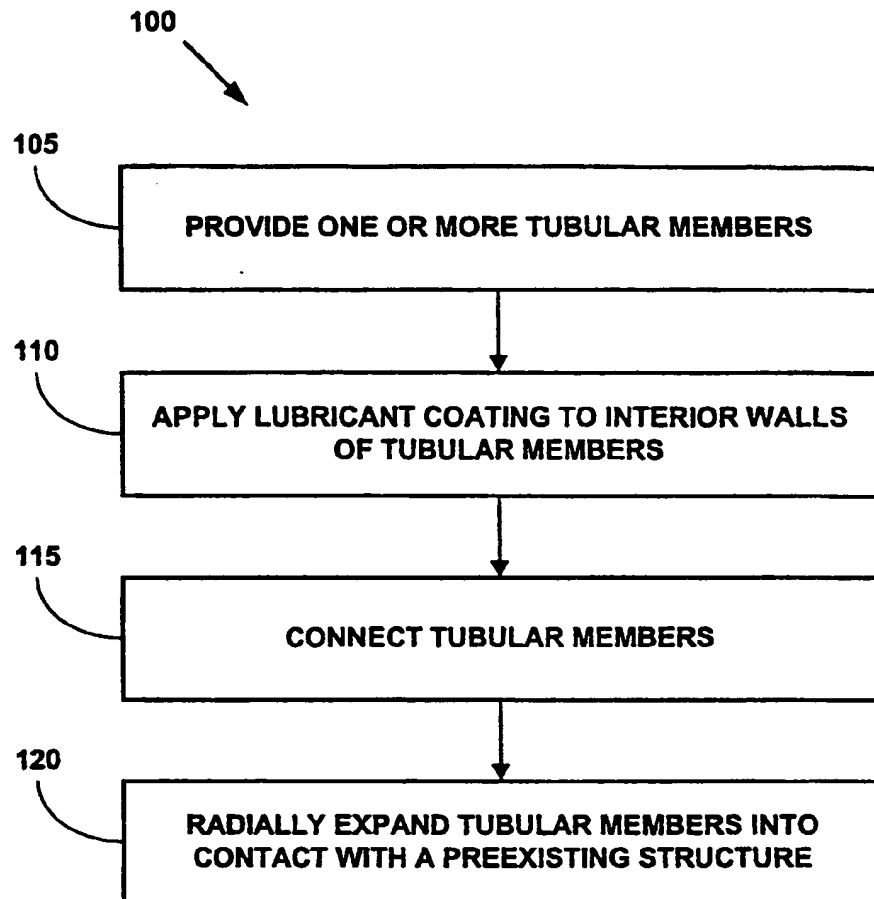 100
105
PROVIDE ONE OR MORE TUBULAR MEMBERS
110
APPLY LUBRICANT COATING TO INTERIOR WALLS
OF TUBULAR MEMBERS
115
CONNECT TUBULAR MEMBERS
120
RADIALLY EXPAND TUBULAR MEMBERS INTO
CONTACT WITH A PREEXISTING STRUCTURE